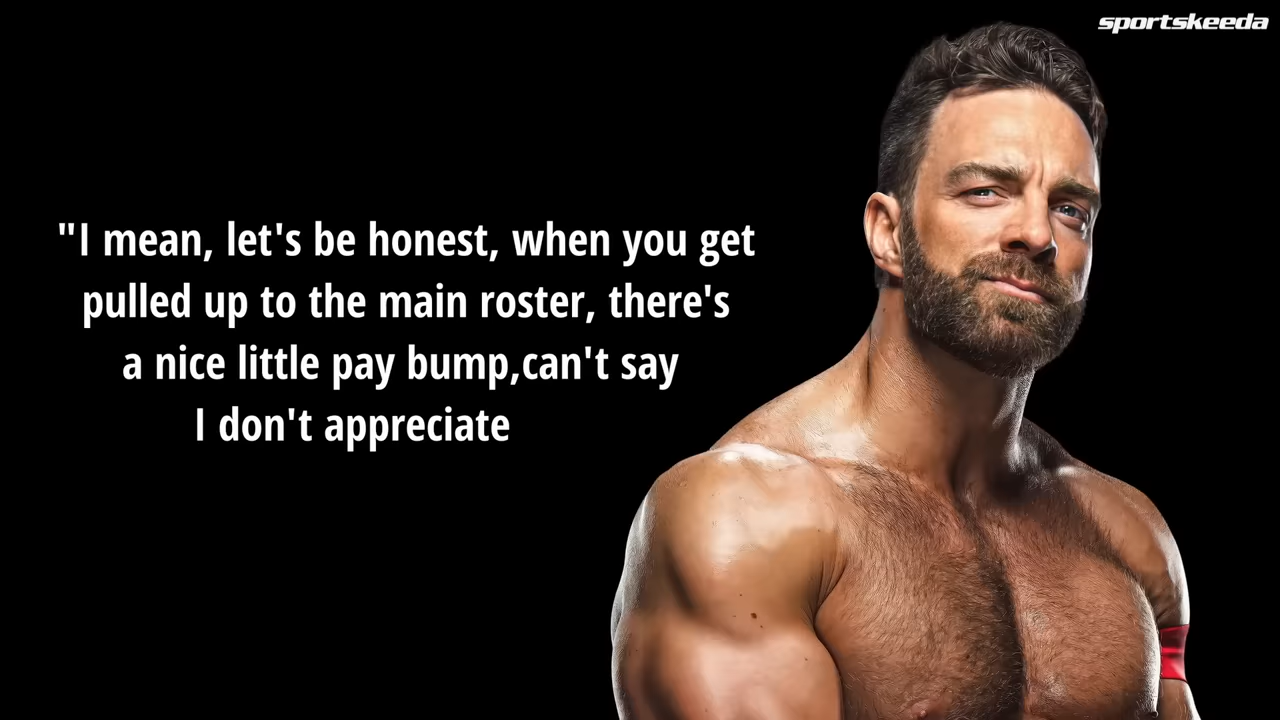 sportskeeda
"I mean, let's be honest, when you get
pulled up to the main roster, there's
a nice little pay bump,can't say
I don't appreciate